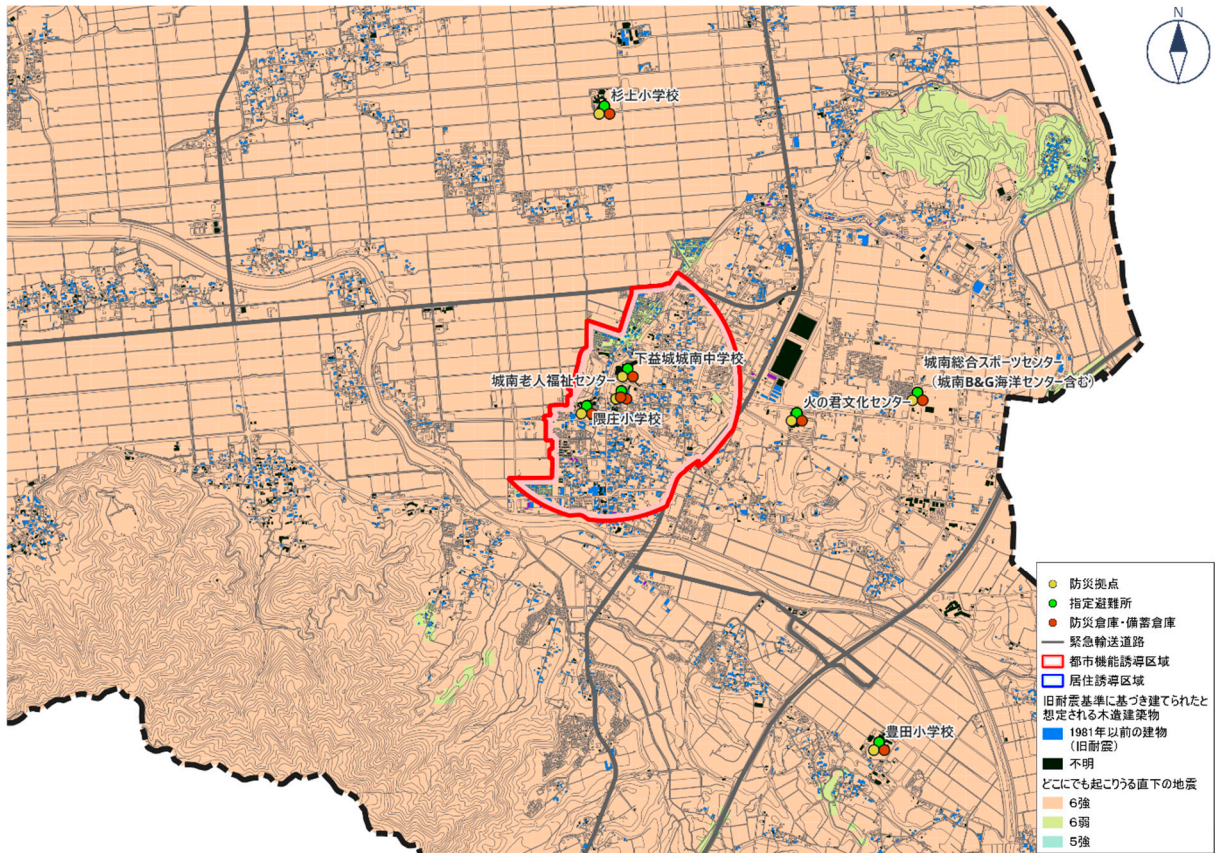 N
杉上小学校
下益城城南中学校
城南老人福祉センター
隈庄小学校
城南総合スポーツセンター
（城南B&G海洋センター含む）
火の君文化センター
豊田小学校
防災拠点
指定避難所
防災倉庫・備蓄倉庫
緊急輸送道路
都市機能誘導区域
居住誘導区域
旧耐震基準に基づき建てられたと
想定される木造建築物
1981年以前の建物
（旧耐震）
不明
どこにでも起こりうる直下の地震
6強
6弱
5強